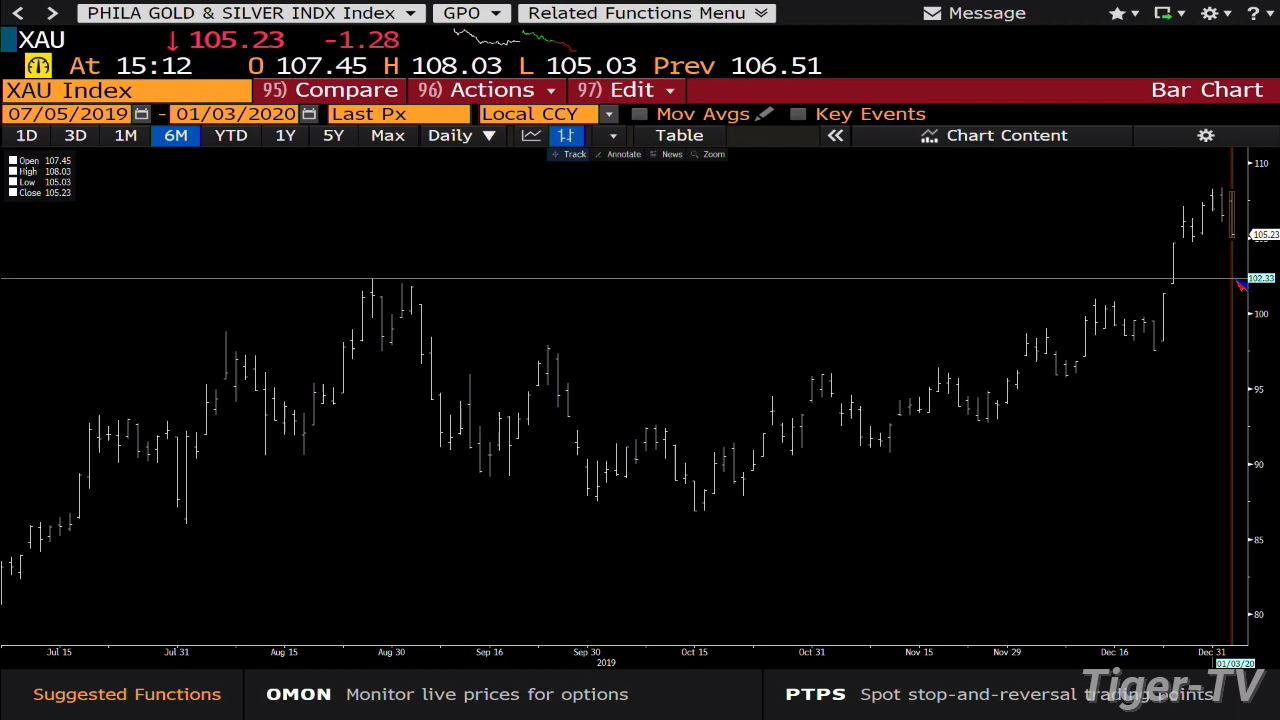 PHILA GOLD & SILVER INDX Index GPO Related Functions Menu Message
XAU 105.23 -1.28
At 15:12 O 107.45 H 108.03 L 105.03 Prev 106.51
XAU Index 95) Compare 96) Actions 97) Edit Bar Chart
07/05/2019 - 01/03/2020 Last Px Local CCY Mov Avgs Key Events
1D 3D 1M 6M YTD 1Y 5Y Max Daily Table Chart Content
Track Annotate News Zoom
Open 107.45
High 108.03
Low 105.03
Close 105.23
110
105.23
102.33
100
95
90
85
80
Jul 15 Jul 31 Aug 15 Aug 30 Sep 16 Sep 30 Oct 15 Oct 31 Nov 15 Nov 29 Dec 16 Dec 31
2019 01/03/20
Suggested Functions OMON Monitor live prices for options PTPS Spot stop-and-reversal trading points
Tiger-TV